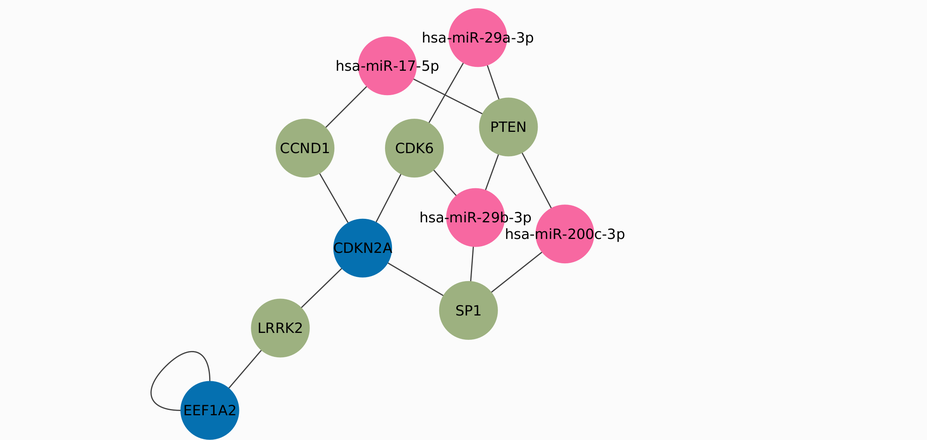 hsa-miR-29a-3p
hsa-miR-17-5p
PTEN
CCND1
CDK6
hsa-miR-29b-3p
hsa-miR-200c-3p
CDKN2A
SP1
LRRK2
EEF1A2